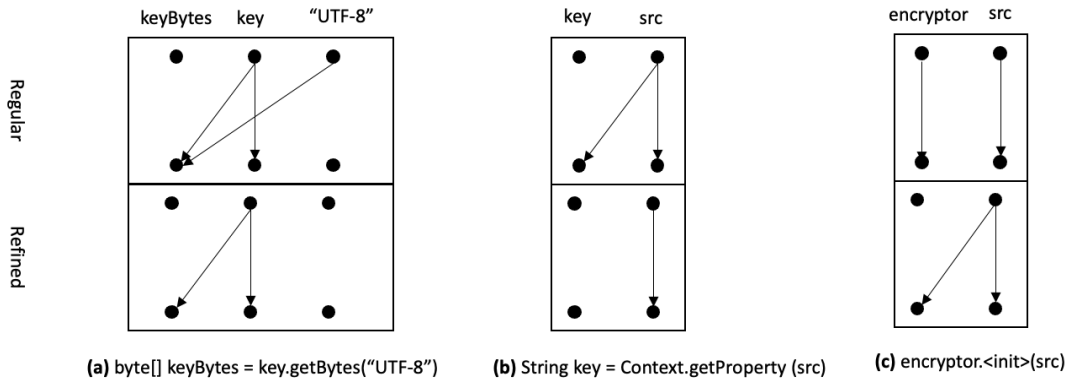 keyBytes key “UTF-8”
key src
encryptor src
Regular
Refined
(a) byte[] keyBytes = key.getBytes(“UTF-8”)
(b) String key = Context.getProperty (src)
(c) encryptor.<init>(src)